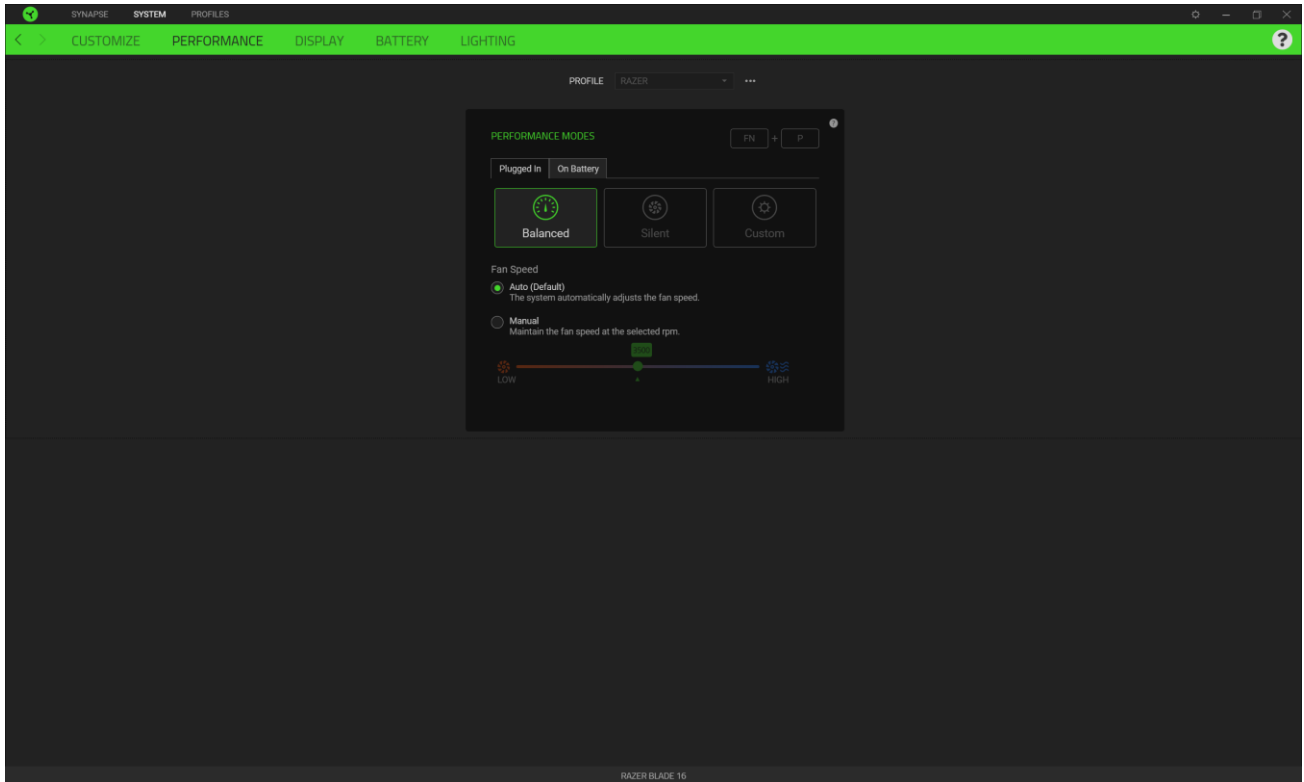 SYNAPSE SYSTEM PROFILES
CUSTOMIZE PERFORMANCE DISPLAY BATTERY LIGHTING ?
PROFILE RAZER
PERFORMANCE MODES FN + P
?
Plugged In On Battery
Balanced Silent Custom
Fan Speed
Auto (Default)
The system automatically adjusts the fan speed.
Manual
Maintain the fan speed at the selected rpm.
LOW HIGH
RAZER BLADE 16